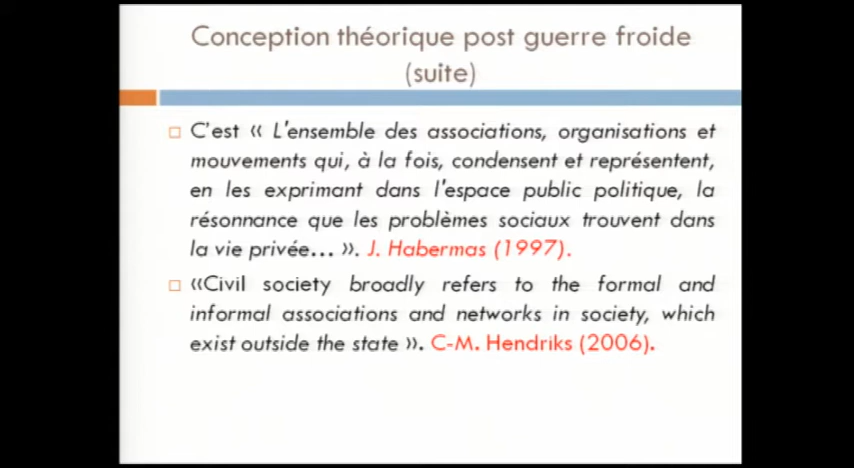 Conception théorique post guerre froide
(suite)
C'est « L'ensemble des associations, organisations et
mouvements qui, à la fois, condensent et représentent,
en les exprimant dans l'espace public politique, la
résonnance que les problèmes sociaux trouvent dans
la vie privée... ». J. Habermas (1997).
«Civil society broadly refers to the formal and
informal associations and networks in society, which
exist outside the state ». C-M. Hendriks (2006).